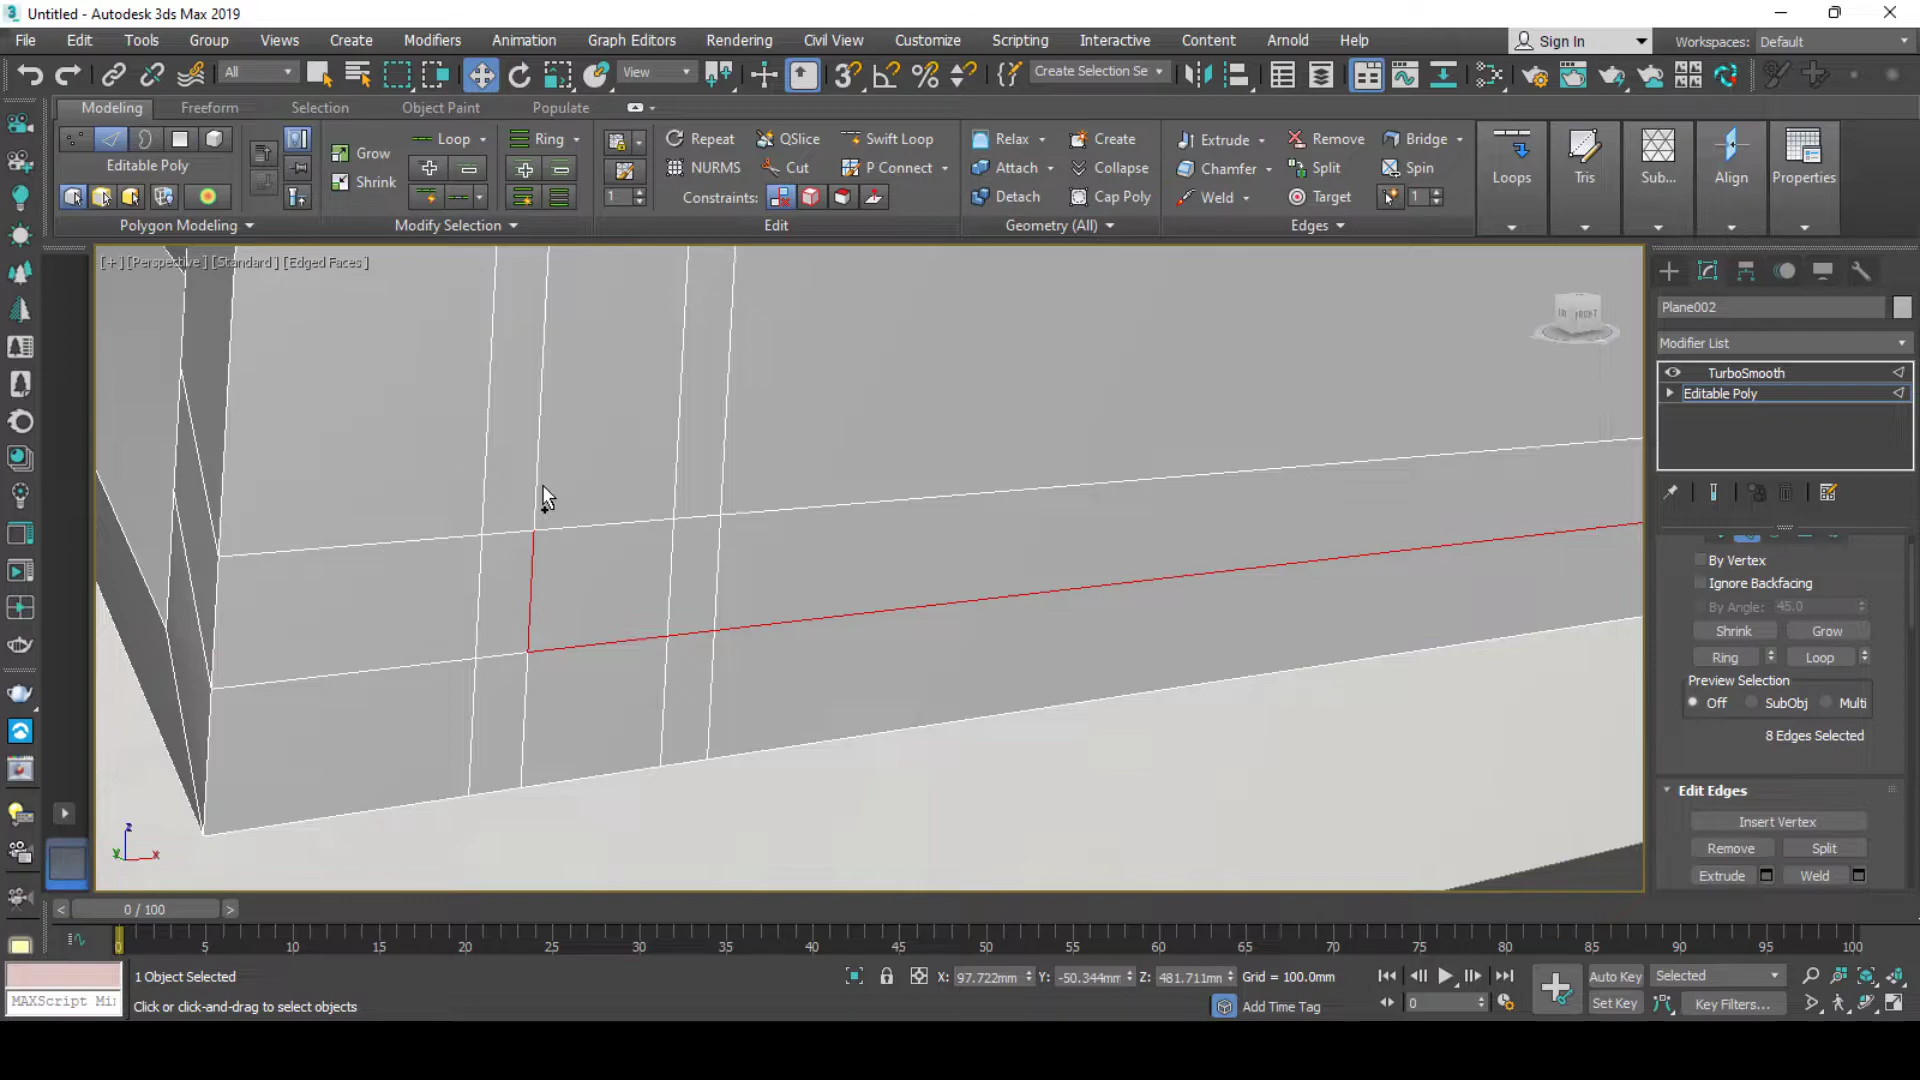 Untitled - Autodesk 3ds Max 2019
File Edit Tools Group Views Create Modifiers Animation Graph Editors Rendering Civil View Customize Scripting Interactive Content Arnold Help Sign In Workspaces: Default
All View Create Selection Se
Modeling Freeform Selection Object Paint Populate
Loop Ring Repeat QSlice Swift Loop Relax Create Extrude Remove Bridge
Grow
Editable Poly NURMS Cut P Connect Attach Collapse Chamfer Split Spin Loops Tris Sub... Align Properties
Shrink
1 Constraints: Detach Cap Poly Weld Target 1
Polygon Modeling Modify Selection Edit Geometry (All) Edges
[+] [Perspective] [Standard] [Edged Faces]
FRONT
Plane002
Modifier List
TurboSmooth
Editable Poly
By Vertex
Ignore Backfacing
By Angle: 45.0
Shrink Grow
Ring Loop
Preview Selection
Off SubObj Multi
8 Edges Selected
Edit Edges
Insert Vertex
Remove Split
Extrude Weld
z
y x
< 0 / 100 >
0 5 10 15 20 25 30 35 40 45 50 55 60 65 70 75 80 85 90 95 100
1 Object Selected X: 97.722mm Y: -50.344mm Z: 481.711mm Grid = 100.0mm Auto Key Selected
MAXScript Mi Click or click-and-drag to select objects Add Time Tag 0 Set Key Key Filters...